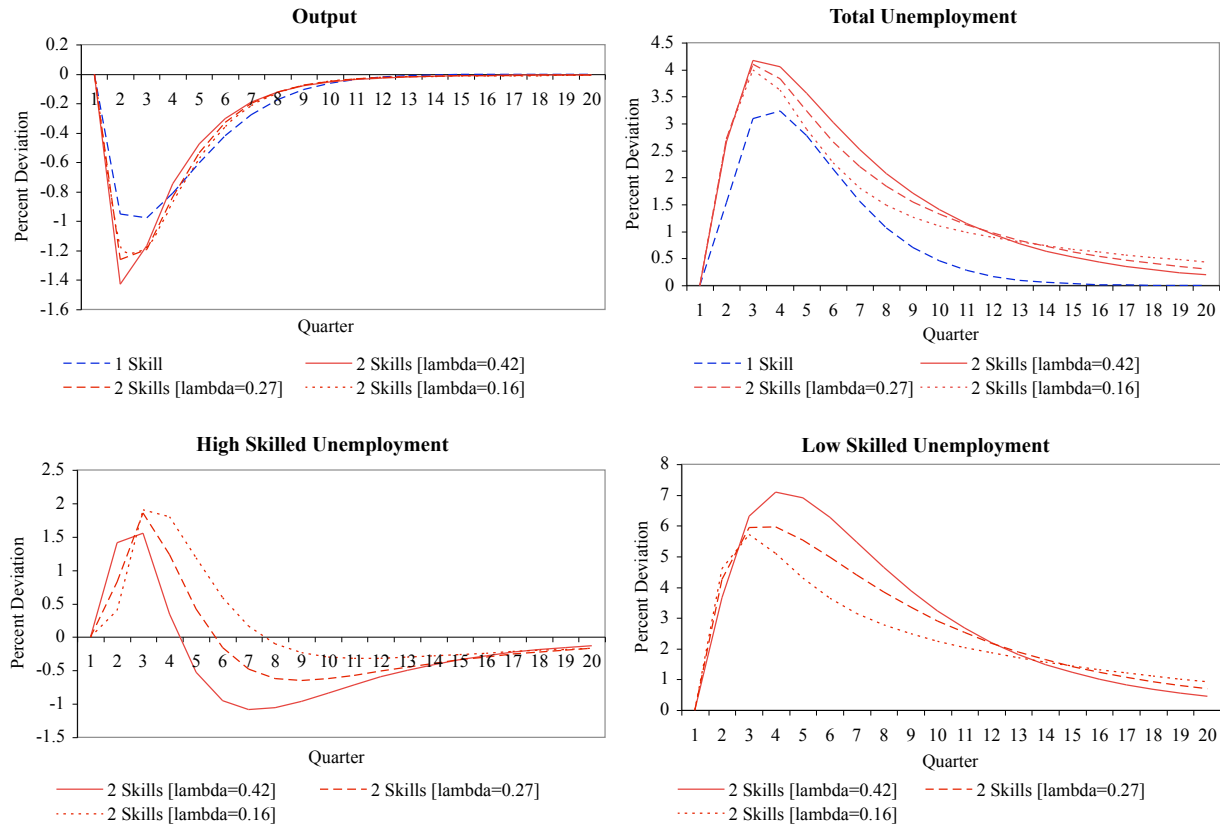 Output
0.2
0
-0.2
-0.4
-0.6
-0.8
-1
-1.2
-1.4
-1.6
Percent Deviation
1 2 3 4 5 6 7 8 9 10 11 12 13 14 15 16 17 18 19 20
Quarter
1 Skill
2 Skills [lambda=0.42]
2 Skills [lambda=0.27]
2 Skills [lambda=0.16]
Total Unemployment
4.5
4
3.5
3
2.5
2
1.5
1
0.5
0
Percent Deviation
1 2 3 4 5 6 7 8 9 10 11 12 13 14 15 16 17 18 19 20
Quarter
1 Skill
2 Skills [lambda=0.42]
2 Skills [lambda=0.27]
2 Skills [lambda=0.16]
High Skilled Unemployment
2.5
2
1.5
1
0.5
0
-0.5
-1
-1.5
Percent Deviation
1 2 3 4 5 6 7 8 9 10 11 12 13 14 15 16 17 18 19 20
Quarter
2 Skills [lambda=0.42]
2 Skills [lambda=0.27]
2 Skills [lambda=0.16]
Low Skilled Unemployment
8
7
6
5
4
3
2
1
0
Percent Deviation
1 2 3 4 5 6 7 8 9 10 11 12 13 14 15 16 17 18 19 20
Quarter
2 Skills [lambda=0.42]
2 Skills [lambda=0.27]
2 Skills [lambda=0.16]